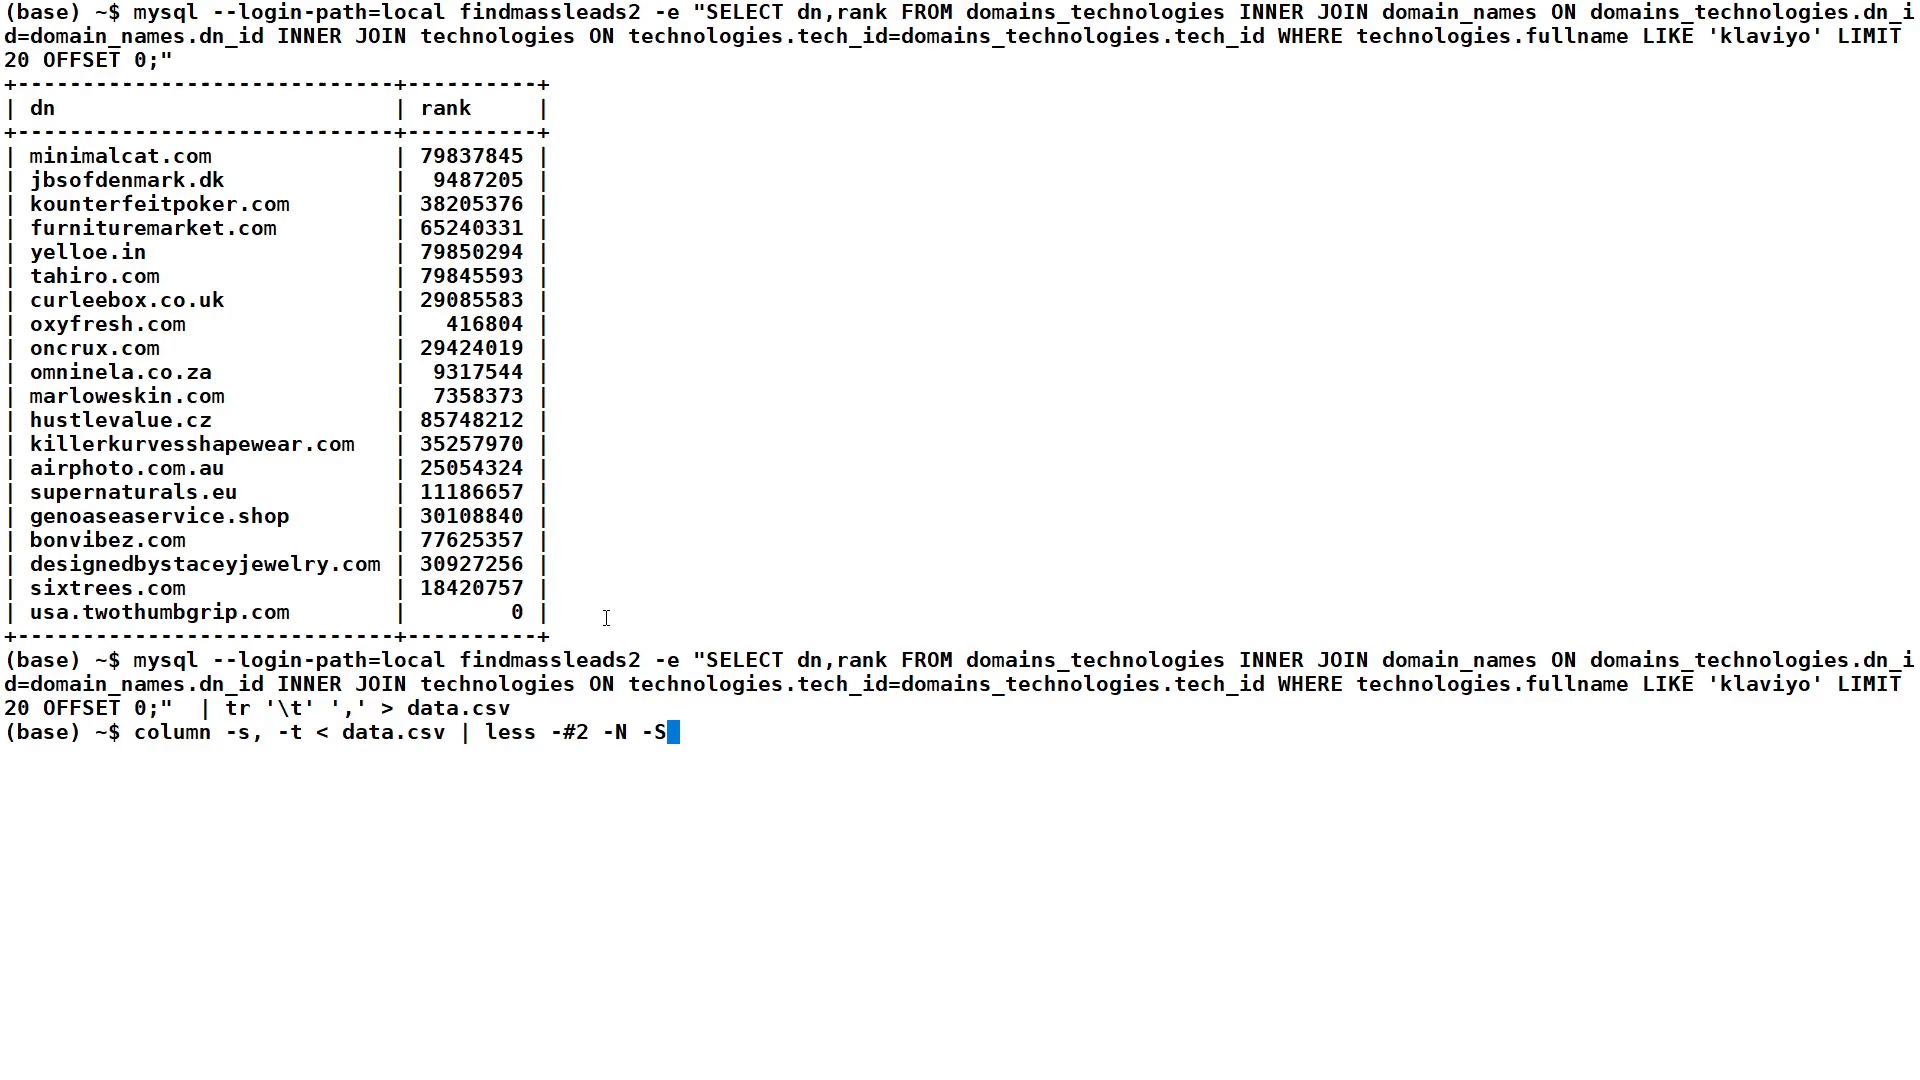 (base) ~$ mysql --login-path=local findmassleads2 -e "SELECT dn,rank FROM domains_technologies INNER JOIN domain_names ON domains_technologies.dn_i
d=domain_names.dn_id INNER JOIN technologies ON technologies.tech_id=domains_technologies.tech_id WHERE technologies.fullname LIKE 'klaviyo' LIMIT
20 OFFSET 0;"
+-----------------------------+----------+
| dn                          | rank     |
+-----------------------------+----------+
| minimalcat.com              | 79837845 |
| jbsofdenmark.dk             |  9487205 |
| kounterfeitpoker.com        | 38205376 |
| furnituremarket.com         | 65240331 |
| yelloe.in                   | 79850294 |
| tahiro.com                  | 79845593 |
| curleebox.co.uk             | 29085583 |
| oxyfresh.com                |   416804 |
| oncrux.com                  | 29424019 |
| omninela.co.za              |  9317544 |
| marloweskin.com             |  7358373 |
| hustlevalue.cz              | 85748212 |
| killerkurvesshapewear.com   | 35257970 |
| airphoto.com.au             | 25054324 |
| supernaturals.eu            | 11186657 |
| genoaseaservice.shop        | 30108840 |
| bonvibez.com                | 77625357 |
| designedbystaceyjewelry.com | 30927256 |
| sixtrees.com                | 18420757 |
| usa.twothumbgrip.com        |        0 |
+-----------------------------+----------+
(base) ~$ mysql --login-path=local findmassleads2 -e "SELECT dn,rank FROM domains_technologies INNER JOIN domain_names ON domains_technologies.dn_i
d=domain_names.dn_id INNER JOIN technologies ON technologies.tech_id=domains_technologies.tech_id WHERE technologies.fullname LIKE 'klaviyo' LIMIT
20 OFFSET 0;"  | tr '\t' ',' > data.csv
(base) ~$ column -s, -t < data.csv | less -#2 -N -S